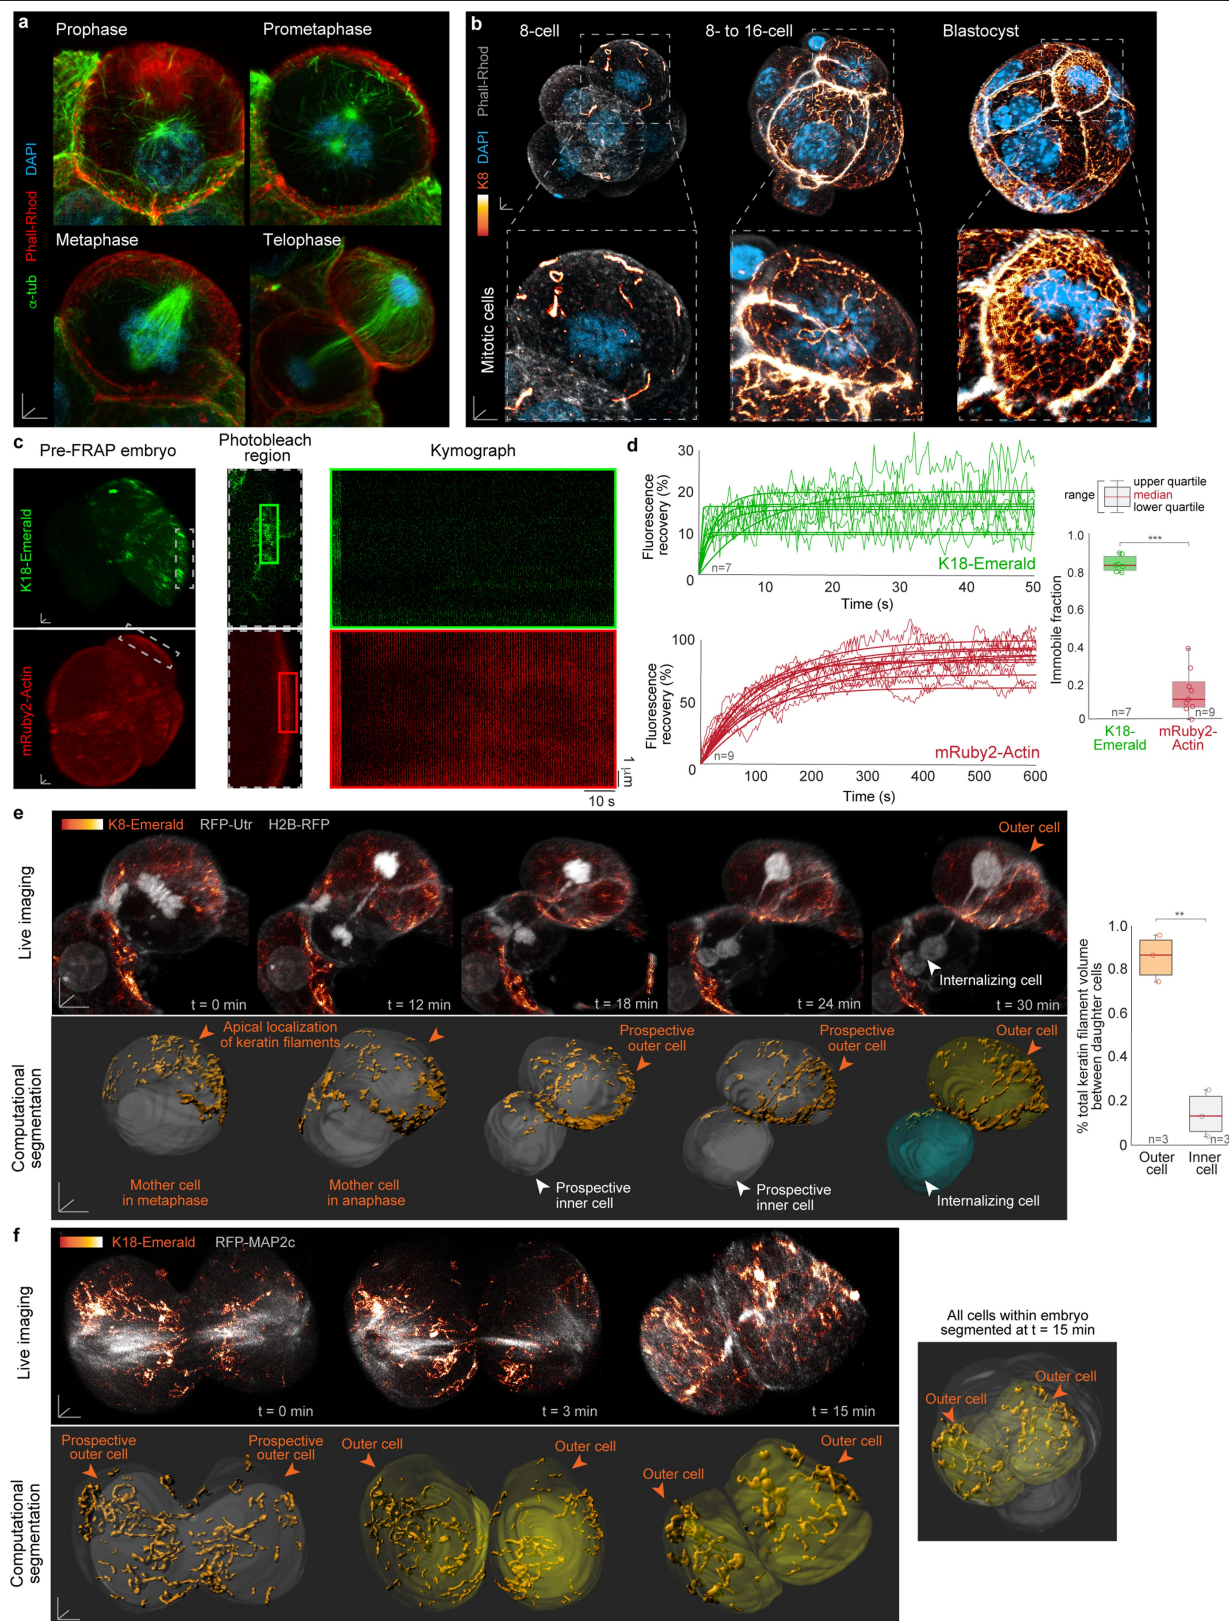 a
Prophase
Prometaphase
Metaphase
Telophase
α-tub Phall-Rhod DAPI
b
8-cell
8- to 16-cell
Blastocyst
K8 DAPI Phall-Rhod
Mitotic cells
c
Pre-FRAP embryo
Photobleach
region
Kymograph
K18-Emerald
mRuby2-Actin
1 μm
10 s
d
Fluorescence
recovery (%)
30
20
10
0
n=7
K18-Emerald
10
20
30
40
50
Time (s)
Fluorescence
recovery (%)
100
50
0
n=9
mRuby2-Actin
100
200
300
400
500
600
Time (s)
range
upper quartile
median
lower quartile
Immobile fraction
1.0
0.8
0.6
0.4
0.2
0
***
n=7
n=9
K18-
Emerald
mRuby2-
Actin
e
K8-Emerald RFP-Utr H2B-RFP
Live imaging
Outer cell
Internalizing cell
t = 0 min
t = 12 min
t = 18 min
t = 24 min
t = 30 min
Computational
segmentation
Apical localization
of keratin filaments
Prospective
outer cell
Prospective
outer cell
Outer cell
Mother cell
in metaphase
Mother cell
in anaphase
Prospective
inner cell
Prospective
inner cell
Internalizing cell
% total keratin filament volume
between daughter cells
1.0
0.8
0.6
0.4
0.2
0
**
n=3
n=3
Outer
cell
Inner
cell
f
K18-Emerald RFP-MAP2c
Live imaging
t = 0 min
t = 3 min
t = 15 min
Computational
segmentation
Prospective
outer cell
Prospective
outer cell
Outer cell
Outer cell
Outer cell
Outer cell
All cells within embryo
segmented at t = 15 min
Outer cell
Outer cell